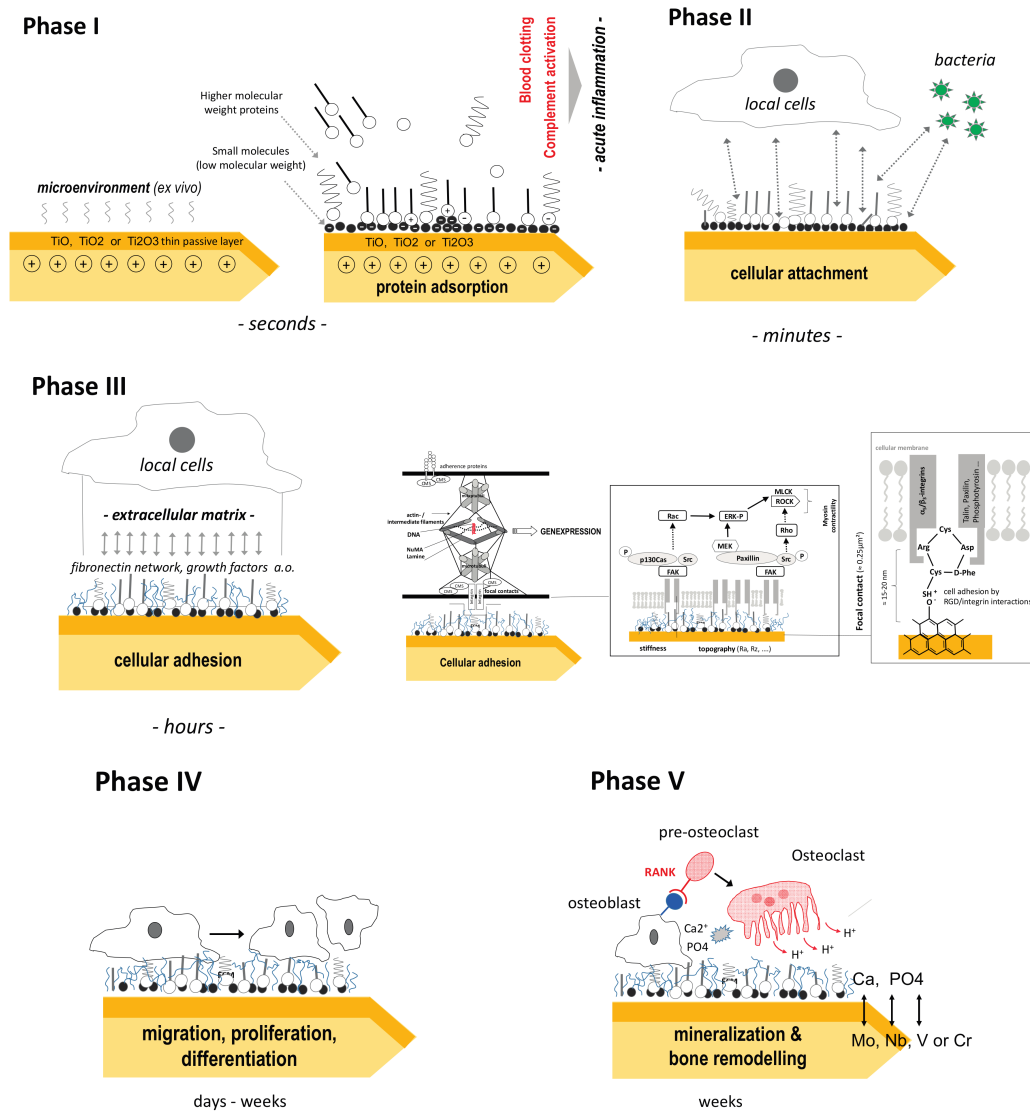 Phase I
Higher molecular
weight proteins
Small molecules
(low molecular weight)
microenvironment (ex vivo)
TiO, TiO2 or Ti2O3 thin passive layer
+ + + + + + +
Blood clotting
Complement activation
- acute inflammation -
TiO, TiO2 or Ti2O3
+ + + + + + + +
protein adsorption
- seconds -
Phase II
local cells
bacteria
cellular attachment
- minutes -
Phase III
local cells
- extracellular matrix -
fibronectin network, growth factors a.o.
cellular adhesion
- hours -
adherence proteins
CMS CMS
actin- /
intermediate filaments
DNA
NuMA
Lamine
GENEXPRESSION
CMS CMS
focal contacts
Cellular adhesion
MLCK
ROCK
Myosin
contractility
Rac
ERK-P
Rho
MEK
P
p130Cas
Src
Paxillin
Src
P
FAK
FAK
stiffness
topography (Ra, Rz, ....)
Focal contact (≈ 0.25µm²)
cellular membrane
αv/β3-integrins
Talin, Paxilin,
Phosphotyrosin ...
Cys
Arg
Asp
Cys
D-Phe
≈ 15-20 nm
SH+
O-
cell adhesion by
RGD/integrin interactions
Phase IV
migration, proliferation,
differentiation
days - weeks
Phase V
pre-osteoclast
Osteoclast
RANK
osteoblast
Ca2+
PO4
H+
H+
H+
Ca, PO4
Mo, Nb, V or Cr
mineralization &
bone remodelling
weeks